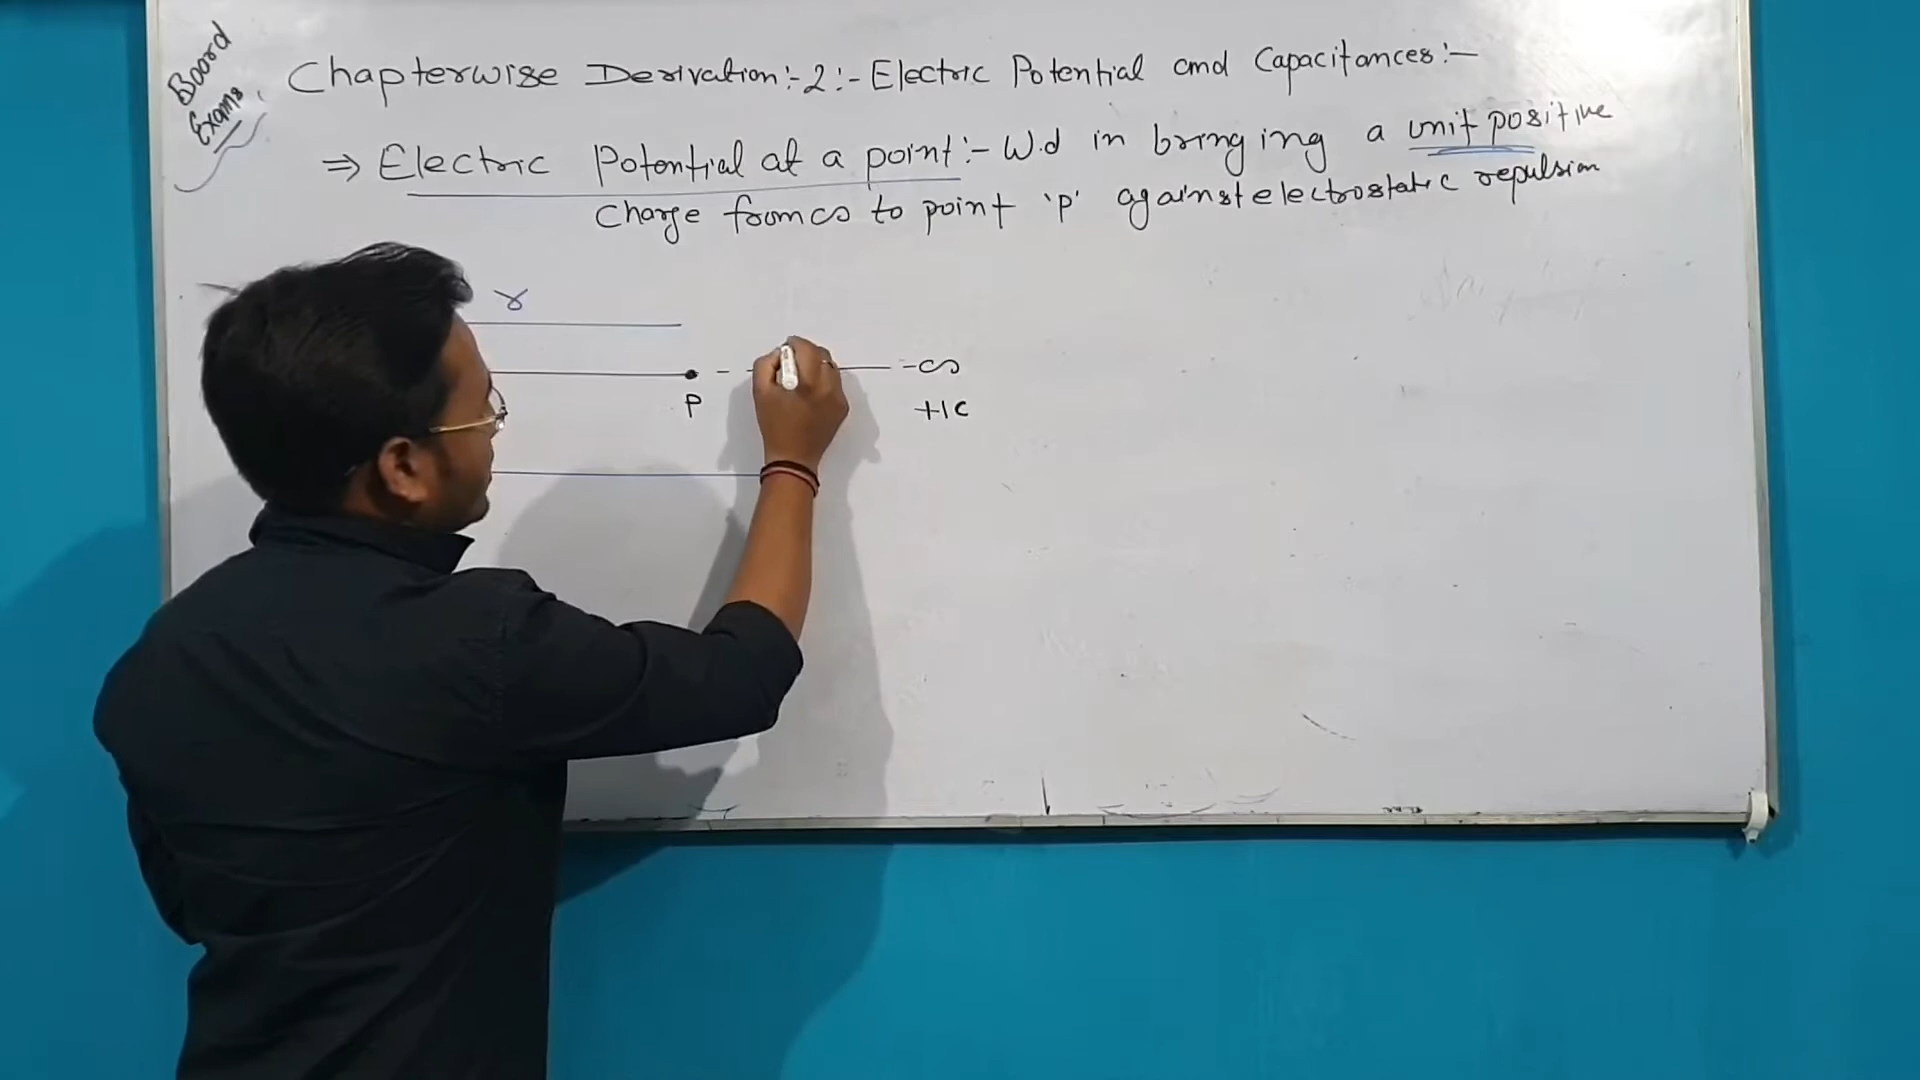 Board
Exams
Chapterwise Derivation:-2:- Electric Potential and Capacitances:-
⇒ Electric Potential at a point:- W.d in bringing a unit positive
charge from ∞ to point 'p' against electrostatic repulsion
r
- ∞
P
+1C